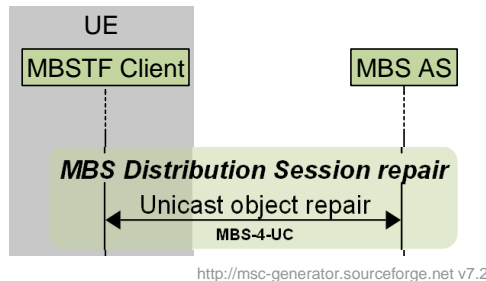 UE
MBSTF Client
MBS AS
MBS Distribution Session repair
Unicast object repair
MBS-4-UC
http://msc-generator.sourceforge.net v7.2